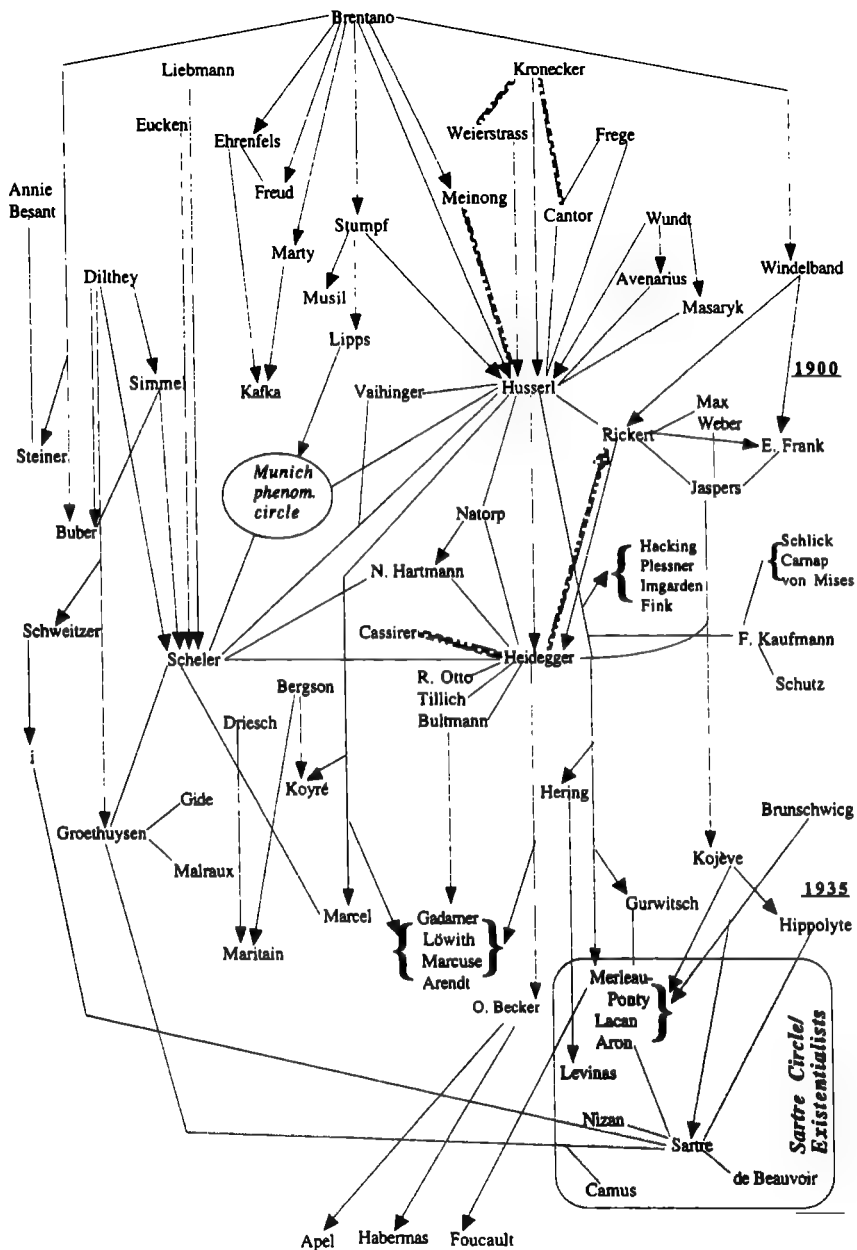 Brentano
Liebmann
Kronecker
Eucken
Ehrenfels
Weierstrass
Frege
Annie
Besant
Freud
Meinong
Cantor
Stumpf
Wundt
Marty
Dilthey
Musil
Avenarius
Windelband
Masaryk
Lipps
Simmel
Kafka
Vaihinger
Husserl
1900
Max
Weber
Rickert
E. Frank
Steiner
Munich
phenom.
circle
Jaspers
Natorp
Buber
Hacking
Plessner
Imgarden
Fink
Schlick
Carnap
von Mises
N. Hartmann
Schweitzer
Cassirer
F. Kaufmann
Scheler
Heidegger
R. Otto
Tillich
Bultmann
Schutz
Bergson
Driesch
i
Koyré
Hering
Gide
Brunschwicg
Groethuysen
Malraux
Kojève
1935
Gurwitsch
Marcel
Hippolyte
Maritain
Gadamer
Löwith
Marcuse
Arendt
O. Becker
Merleau-
Ponty
Lacan
Aron
Levinas
Sartre Circle/
Existentialists
Nizan
Sartre
de Beauvoir
Camus
Apel
Habermas
Foucault